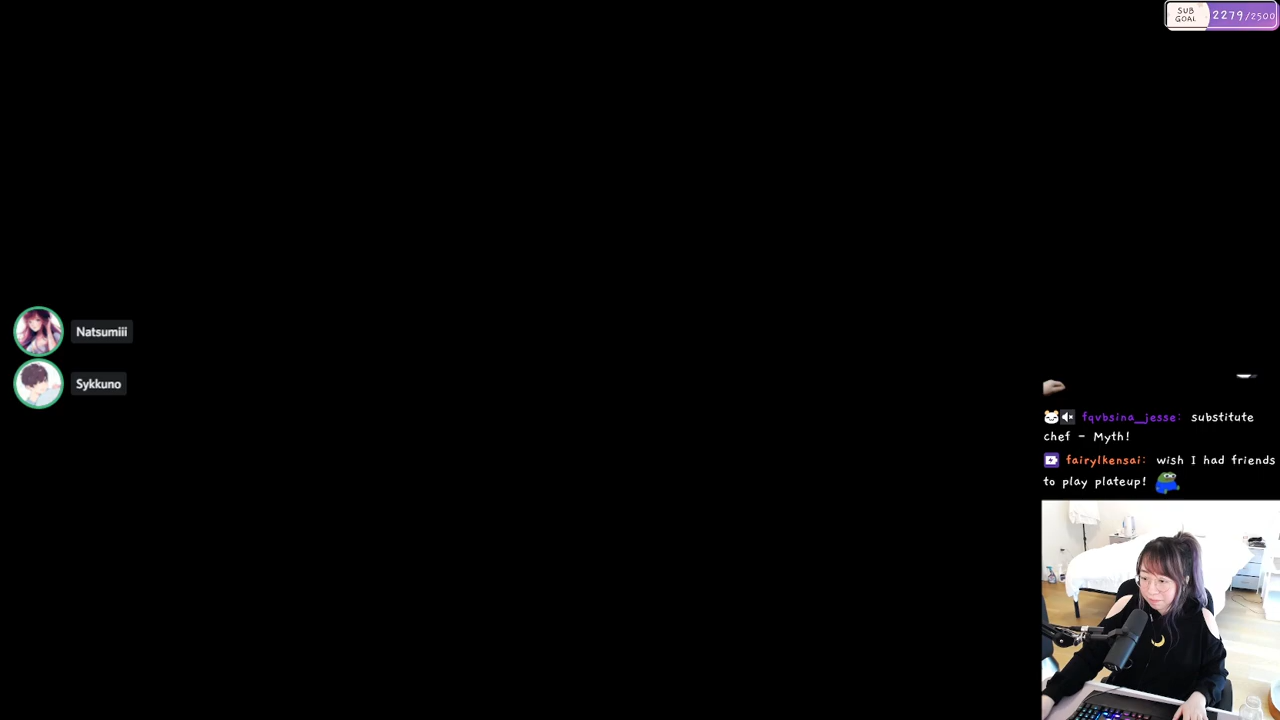 SUB
GOAL
2279/2500
Natsumiii
Sykkuno
fqvbsina_jesse: substitute
chef - Myth!
fairylkensai: wish I had friends
to play plateup!